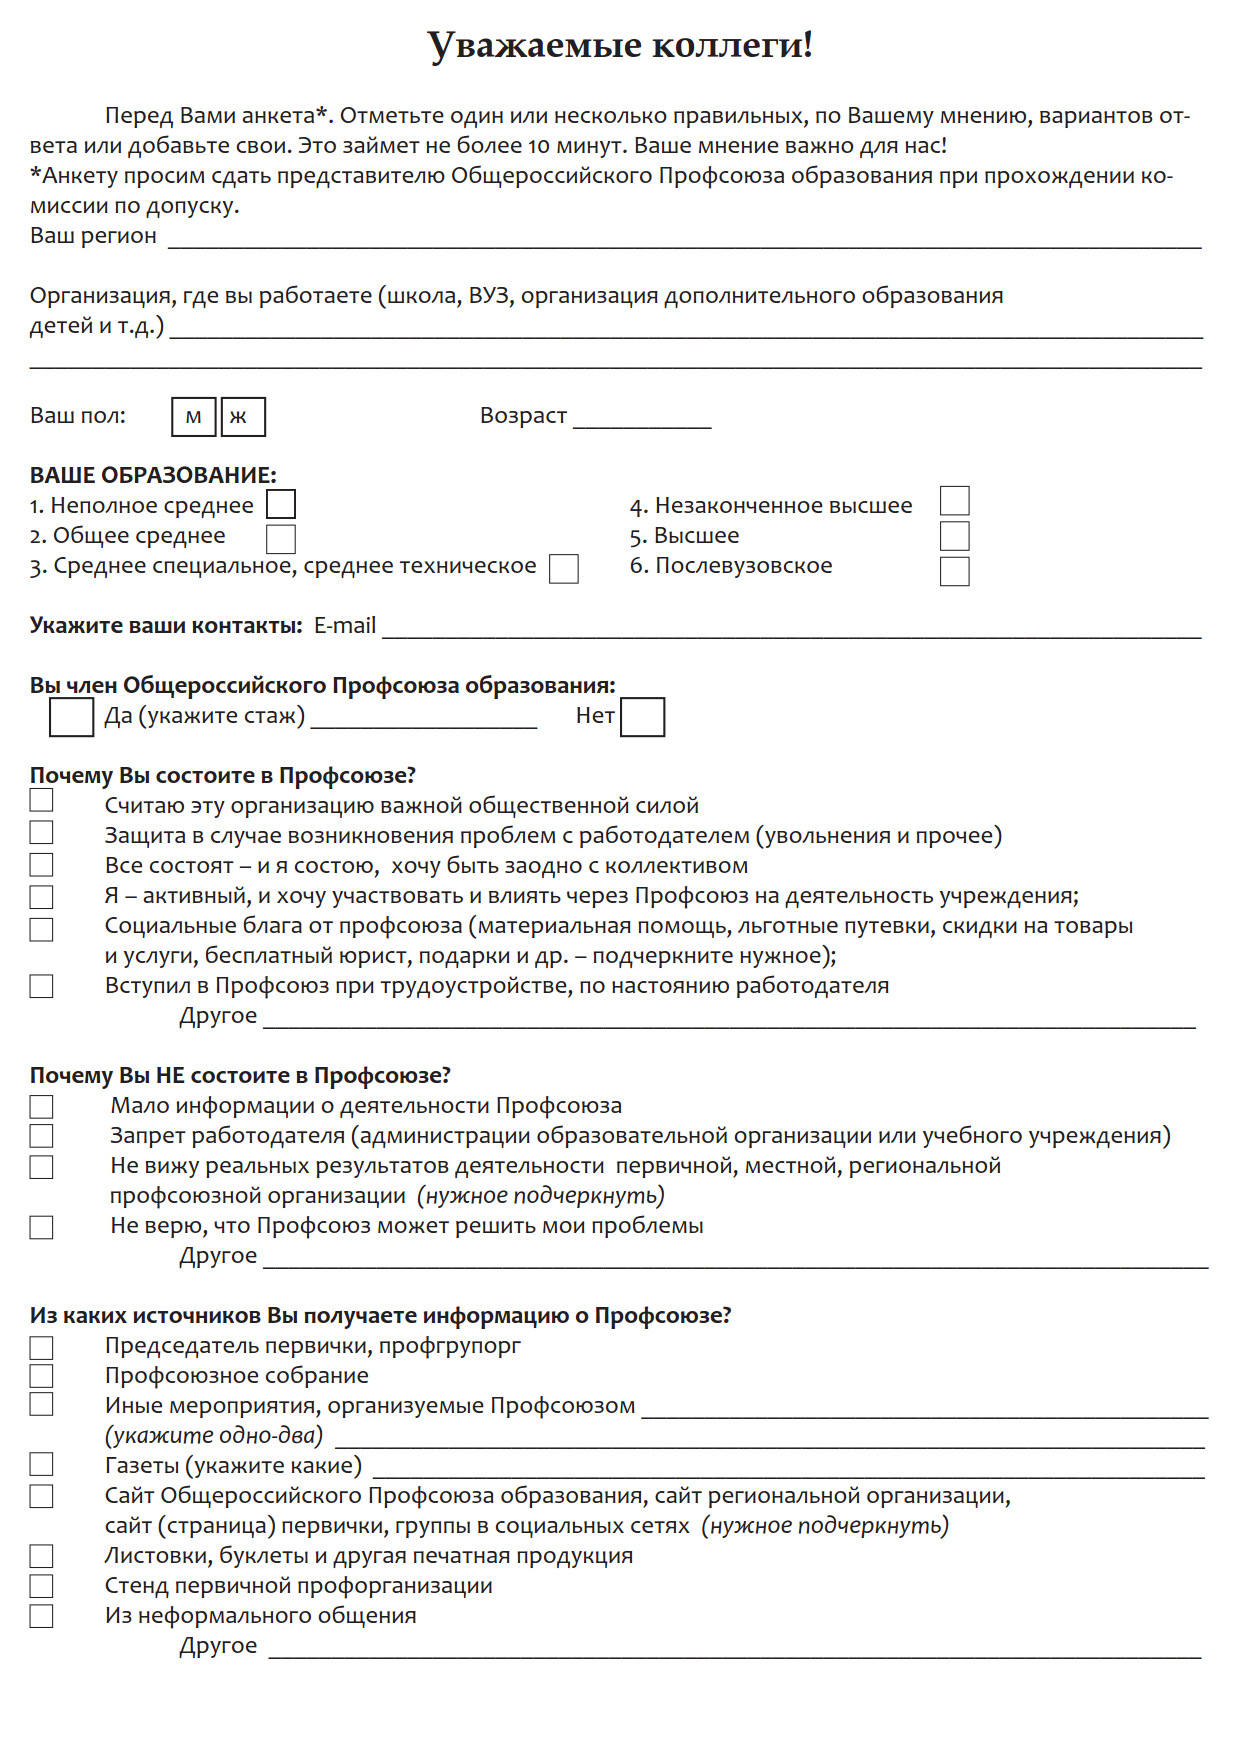 Уважаемые коллеги!
Перед Вами анкета*. Отметьте один или несколько правильных, по Вашему мнению, вариантов от-
вета или добавьте свои. Это займет не более 10 минут. Ваше мнение важно для нас!
*Анкету просим сдать представителю Общероссийского Профсоюза образования при прохождении ко-
миссии по допуску.
Ваш регион
Организация, где вы работаете (школа, ВУЗ, организация дополнительного образования
детей и т.д.)
Ваш пол: м ж Возраст
ВАШЕ ОБРАЗОВАНИЕ:
1. Неполное среднее 4. Незаконченное высшее
2. Общее среднее 5. Высшее
3. Среднее специальное, среднее техническое 6. Послевузовское
Укажите ваши контакты: E-mail
Вы член Общероссийского Профсоюза образования:
Да (укажите стаж) Нет
Почему Вы состоите в Профсоюзе?
Считаю эту организацию важной общественной силой
Защита в случае возникновения проблем с работодателем (увольнения и прочее)
Все состоят – и я состою, хочу быть заодно с коллективом
Я – активный, и хочу участвовать и влиять через Профсоюз на деятельность учреждения;
Социальные блага от профсоюза (материальная помощь, льготные путевки, скидки на товары
и услуги, бесплатный юрист, подарки и др. – подчеркните нужное);
Вступил в Профсоюз при трудоустройстве, по настоянию работодателя
Другое
Почему Вы НЕ состоите в Профсоюзе?
Мало информации о деятельности Профсоюза
Запрет работодателя (администрации образовательной организации или учебного учреждения)
Не вижу реальных результатов деятельности первичной, местной, региональной
профсоюзной организации (нужное подчеркнуть)
Не верю, что Профсоюз может решить мои проблемы
Другое
Из каких источников Вы получаете информацию о Профсоюзе?
Председатель первички, профгрупорг
Профсоюзное собрание
Иные мероприятия, организуемые Профсоюзом
(укажите одно-два)
Газеты (укажите какие)
Сайт Общероссийского Профсоюза образования, сайт региональной организации,
сайт (страница) первички, группы в социальных сетях (нужное подчеркнуть)
Листовки, буклеты и другая печатная продукция
Стенд первичной профорганизации
Из неформального общения
Другое